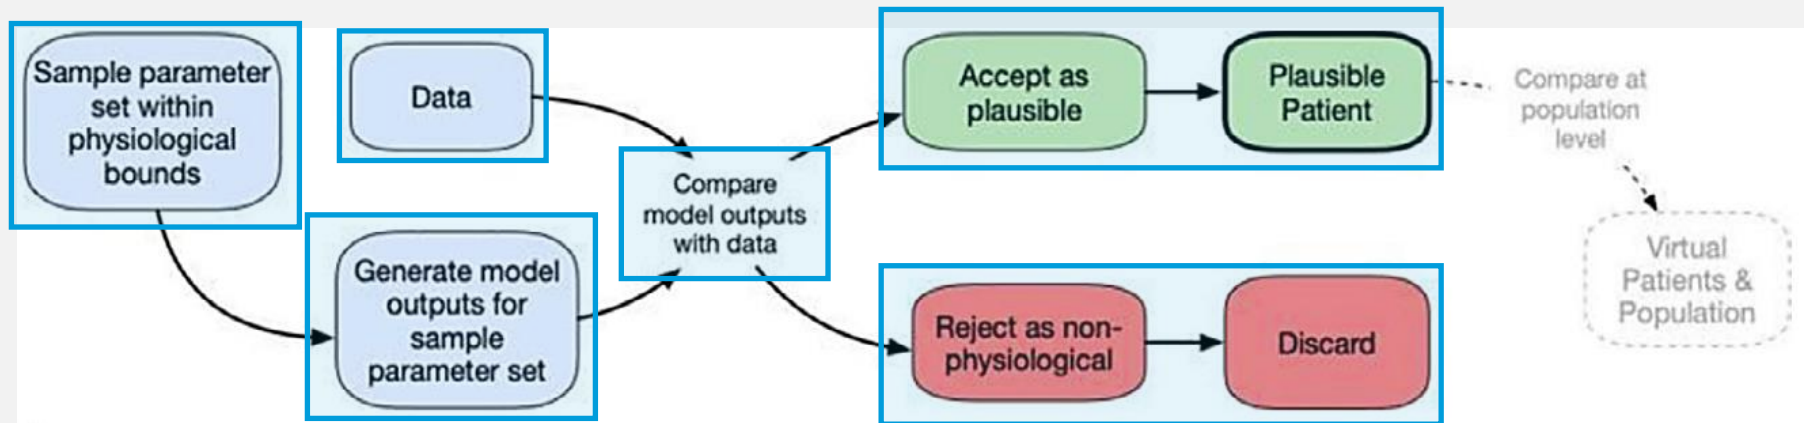 Sample parameter
set within
physiological
bounds
Data
Generate model
outputs for
sample
parameter set
Compare
model outputs
with data
Accept as
plausible
Plausible
Patient
Reject as non-
physiological
Discard
Compare at
population
level
Virtual
Patients &
Population